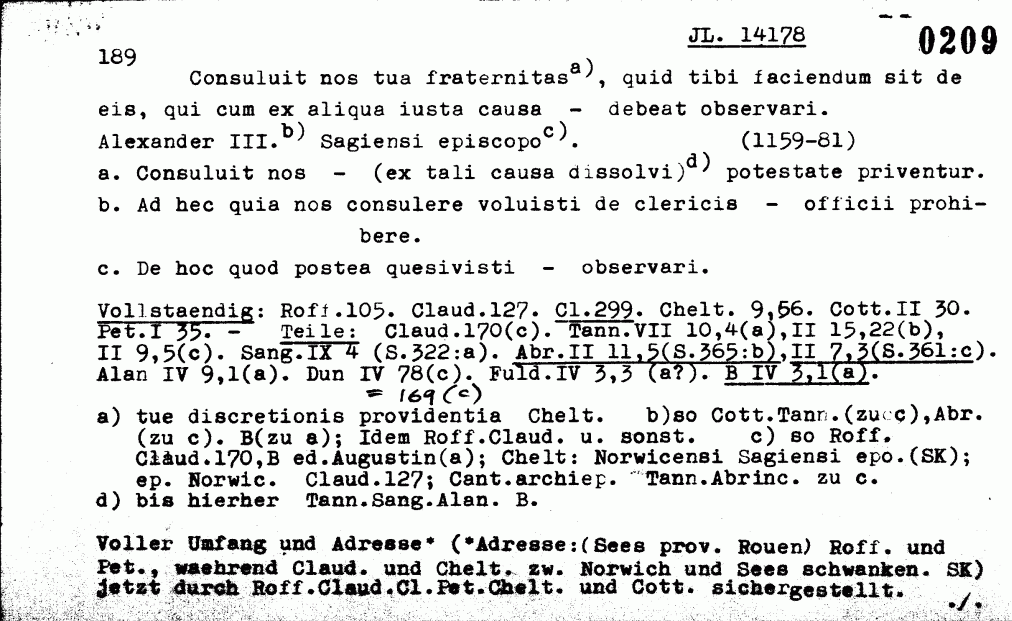 JL. 14178 0209
189
Consuluit nos tua fraternitas a), quid tibi faciendum sit de
eis, qui cum ex aliqua iusta causa - debeat observari.
Alexander III. b) Sagiensi episcopo c). (1159-81)
a. Consuluit nos - (ex tali causa dissolvi) d) potestate priventur.
b. Ad hec quia nos consulere voluisti de clericis - officii prohi-
bere.
c. De hoc quod postea quesivisti - observari.
Vollstaendig: Roff.105. Claud.127. Cl.299. Chelt. 9,56. Cott.II 30.
Pet.I 35. - Teile: Claud.170(c). Tann.VII 10,4(a),II 15,22(b),
II 9,5(c). Sang.IX 4 (S.322:a). Abr.II 11,5(S.365:b),II 7,3(S.361:c).
Alan IV 9,1(a). Dun IV 78(c). Fuld.IV 3,3 (a?). B IV 3,1(a).
= 169 (c)
a) tue discretionis providentia Chelt. b)so Cott.Tann.(zu c),Abr.
(zu c). B(zu a); Idem Roff.Claud. u. sonst. c) so Roff.
Claud.170,B ed.Augustin(a); Chelt: Norwicensi Sagiensi epo.(SK);
ep. Norwic. Claud.127; Cant.archiep. Tann.Abrinc. zu c.
d) bis hierher Tann.Sang.Alan. B.
Voller Umfang und Adresse* (*Adresse:(Sees prov. Rouen) Roff. und
Pet., waehrend Claud. und Chelt. zw. Norwich und Sees schwanken. SK)
jetzt durch Roff.Claud.Cl.Pet.Chelt. und Cott. sichergestellt.
./.